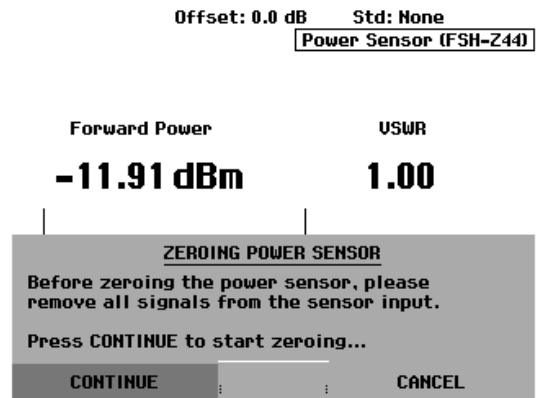 Offset: 0.0 dB Std: None
Power Sensor (FSH-Z44)
Forward Power VSWR
-11.91 dBm 1.00
ZEROING POWER SENSOR
Before zeroing the power sensor, please
remove all signals from the sensor input.
Press CONTINUE to start zeroing...
CONTINUE CANCEL